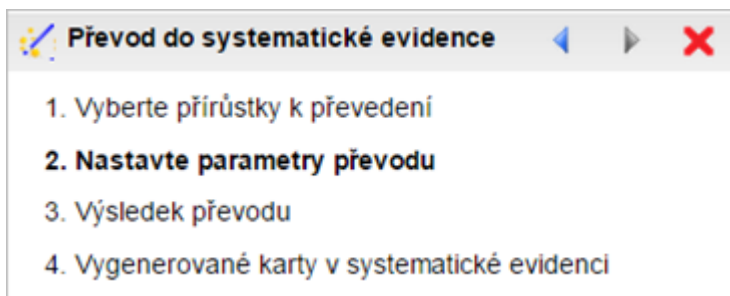 Převod do systematické evidence
1. Vyberte přírůstky k převedení
2. Nastavte parametry převodu
3. Výsledek převodu
4. Vygenerované karty v systematické evidenci